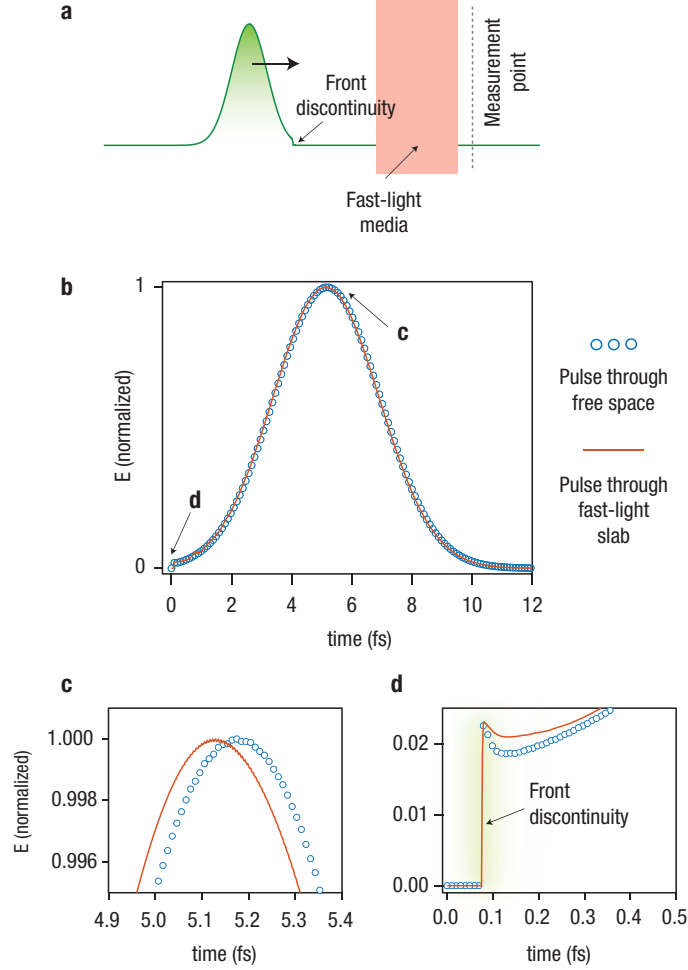 a
Front
discontinuity
Measurement
point
Fast-light
media
b
1
c
E (normalized)
d
0
0 2 4 6 8 10 12
time (fs)
Pulse through
free space
Pulse through
fast-light
slab
c
1.000
0.998
0.996
E (normalized)
4.9 5.0 5.1 5.2 5.3 5.4
time (fs)
d
0.02
0.01
0.00
Front
discontinuity
0.0 0.1 0.2 0.3 0.4 0.5
time (fs)